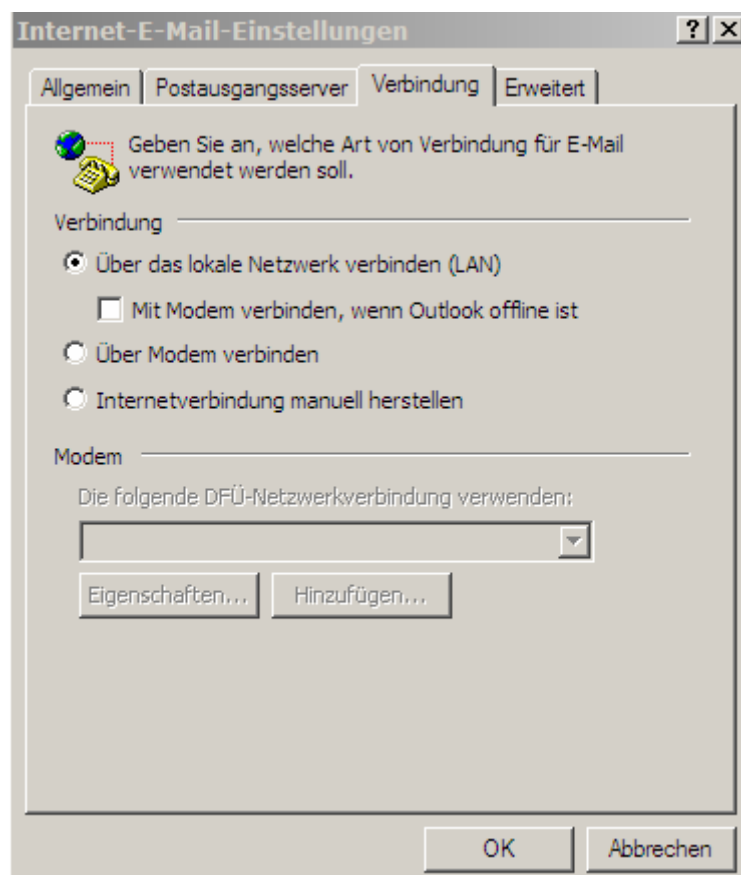 Internet-E-Mail-Einstellungen
Allgemein Postausgangsserver Verbindung Erweitert
Geben Sie an, welche Art von Verbindung für E-Mail
verwendet werden soll.
Verbindung
Über das lokale Netzwerk verbinden (LAN)
Mit Modem verbinden, wenn Outlook offline ist
Über Modem verbinden
Internetverbindung manuell herstellen
Modem
Die folgende DFÜ-Netzwerkverbindung verwenden:
Eigenschaften... Hinzufügen...
OK Abbrechen